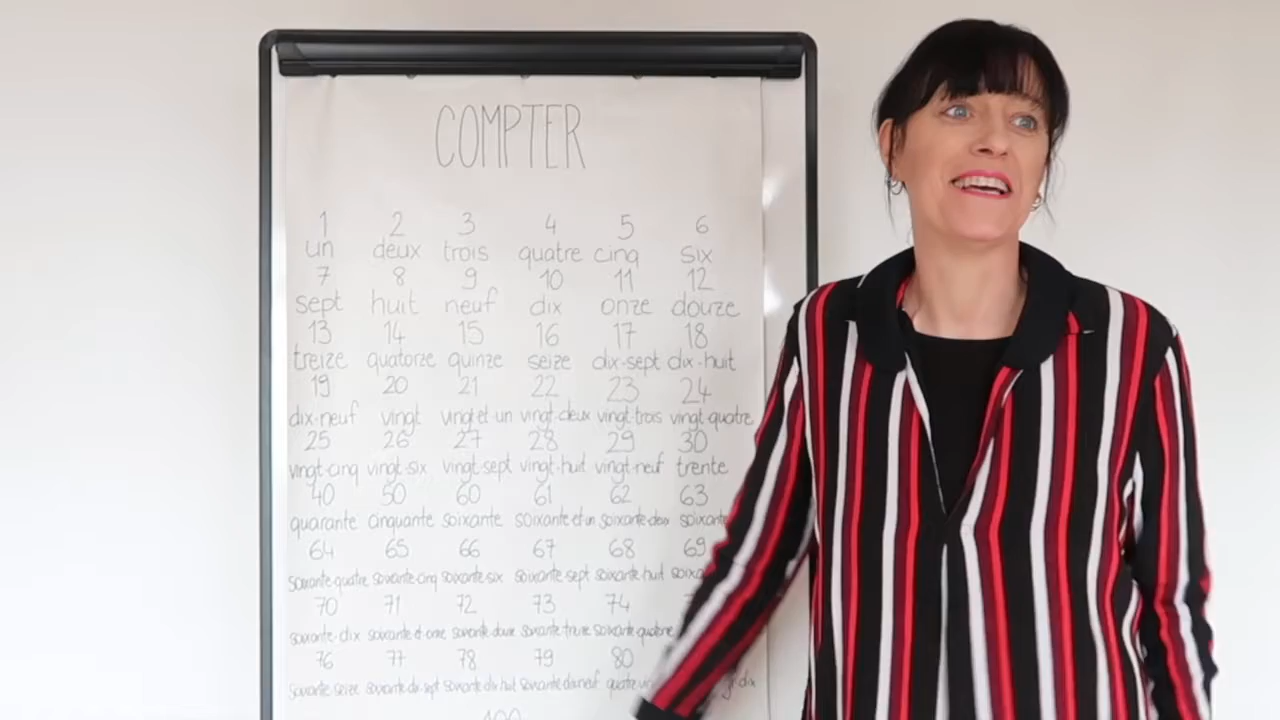 COMPTER
1 2 3 4 5 6
un deux trois quatre cinq six
7 8 9 10 11 12
sept huit neuf dix onze douze
13 14 15 16 17 18
treize quatorze quinze seize dix-sept dix-huit
19 20 21 22 23 24
dix-neuf vingt vingt-et-un vingt-deux vingt-trois vingt-quatre
25 26 27 28 29 30
vingt-cinq vingt-six vingt-sept vingt-huit vingt-neuf trente
40 50 60 61 62 63
quarante cinquante soixante soixante-et-un soixante-deux soixante
64 65 66 67 68 69
soixante-quatre soixante-cinq soixante-six soixante-sept soixante-huit
70 71 72 73 74
soixante-dix soixante-et-onze soixante-douze soixante-treize soixante-quatorze
76 77 78 79 80
soixante-seize soixante-dix-sept soixante-dix-huit soixante-dix-neuf dix
100